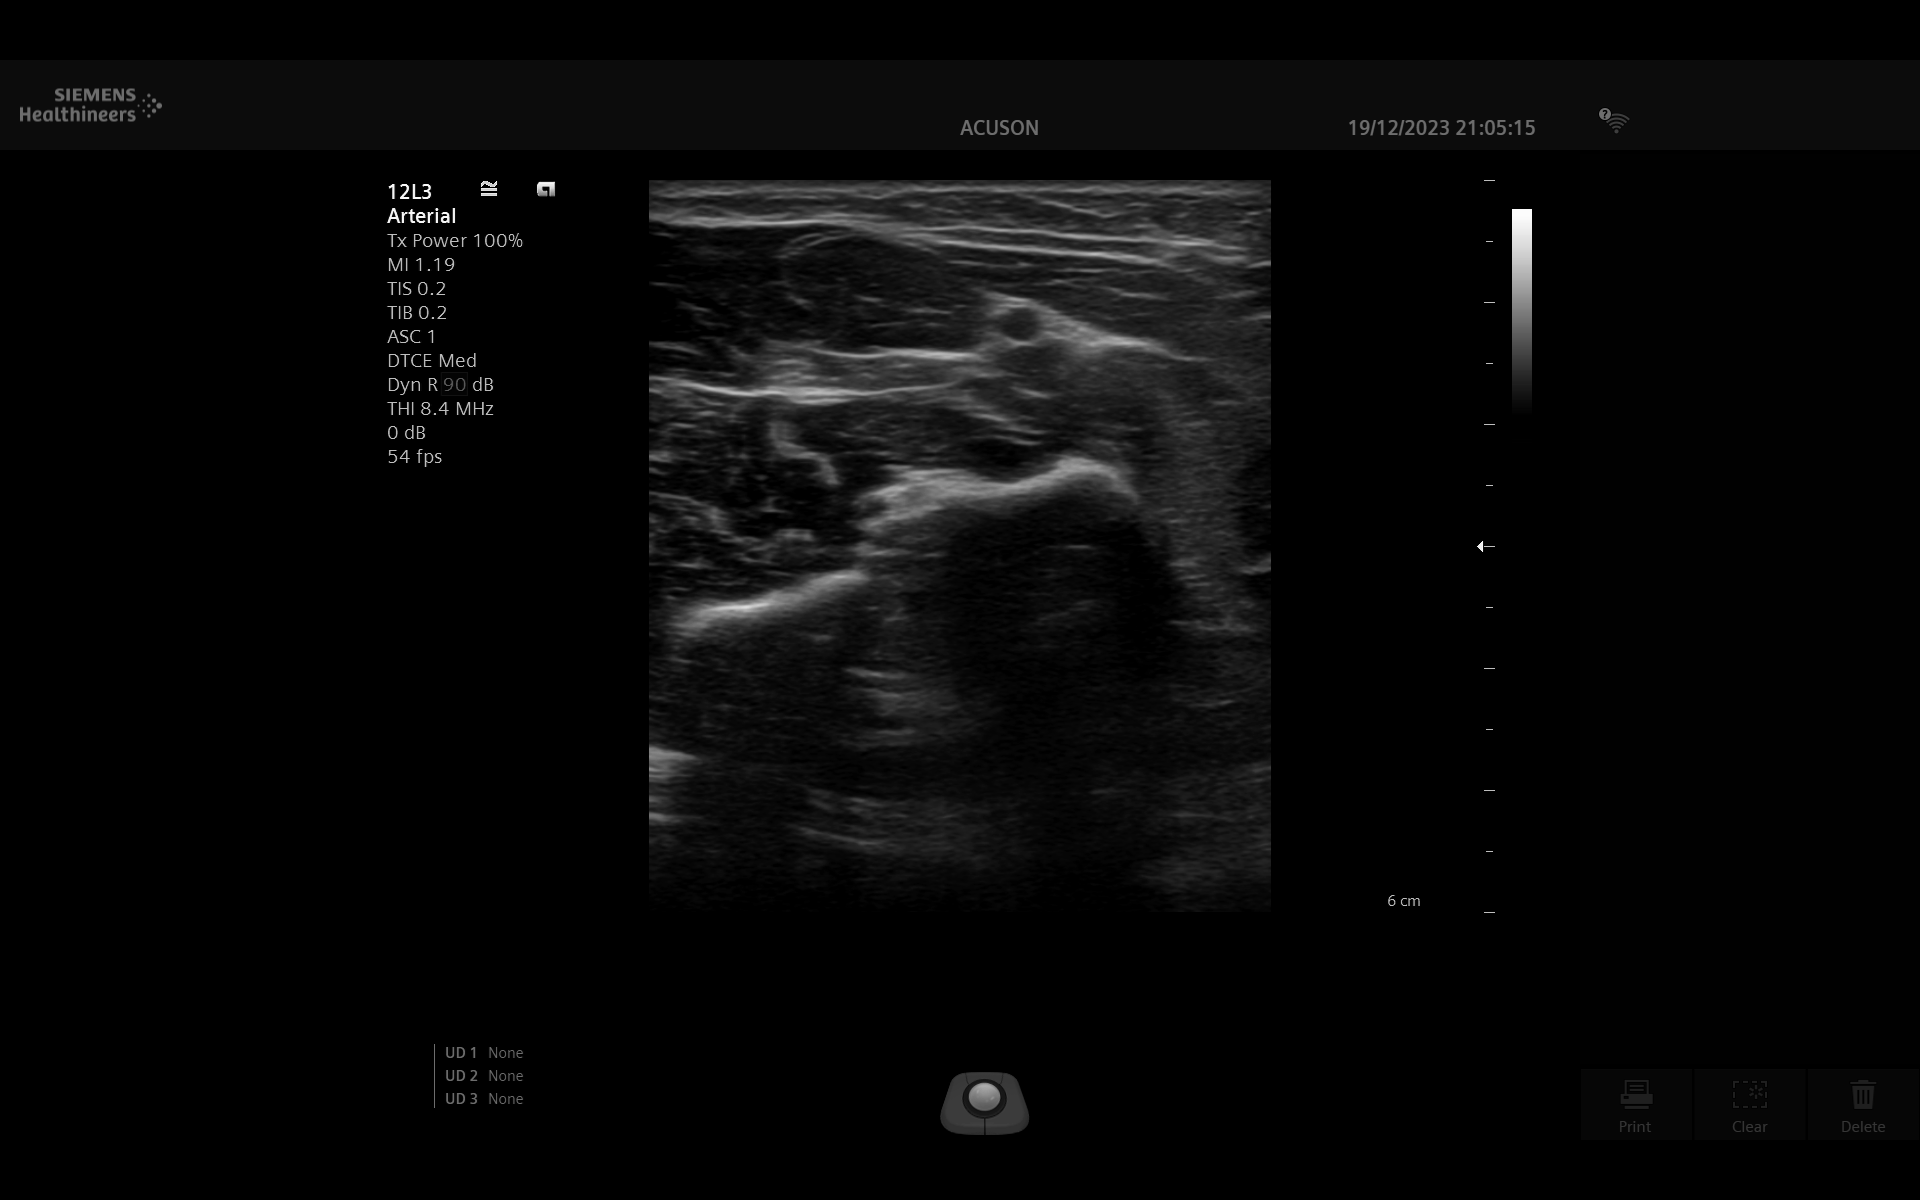 SIEMENS
Healthineers
ACUSON
19/12/2023 21:05:15
?
12L3
Arterial
Tx Power 100%
MI 1.19
TIS 0.2
TIB 0.2
ASC 1
DTCE Med
Dyn R 90 dB
THI 8.4 MHz
0 dB
54 fps
6 cm
UD 1 None
UD 2 None
UD 3 None
Print
Clear
Delete